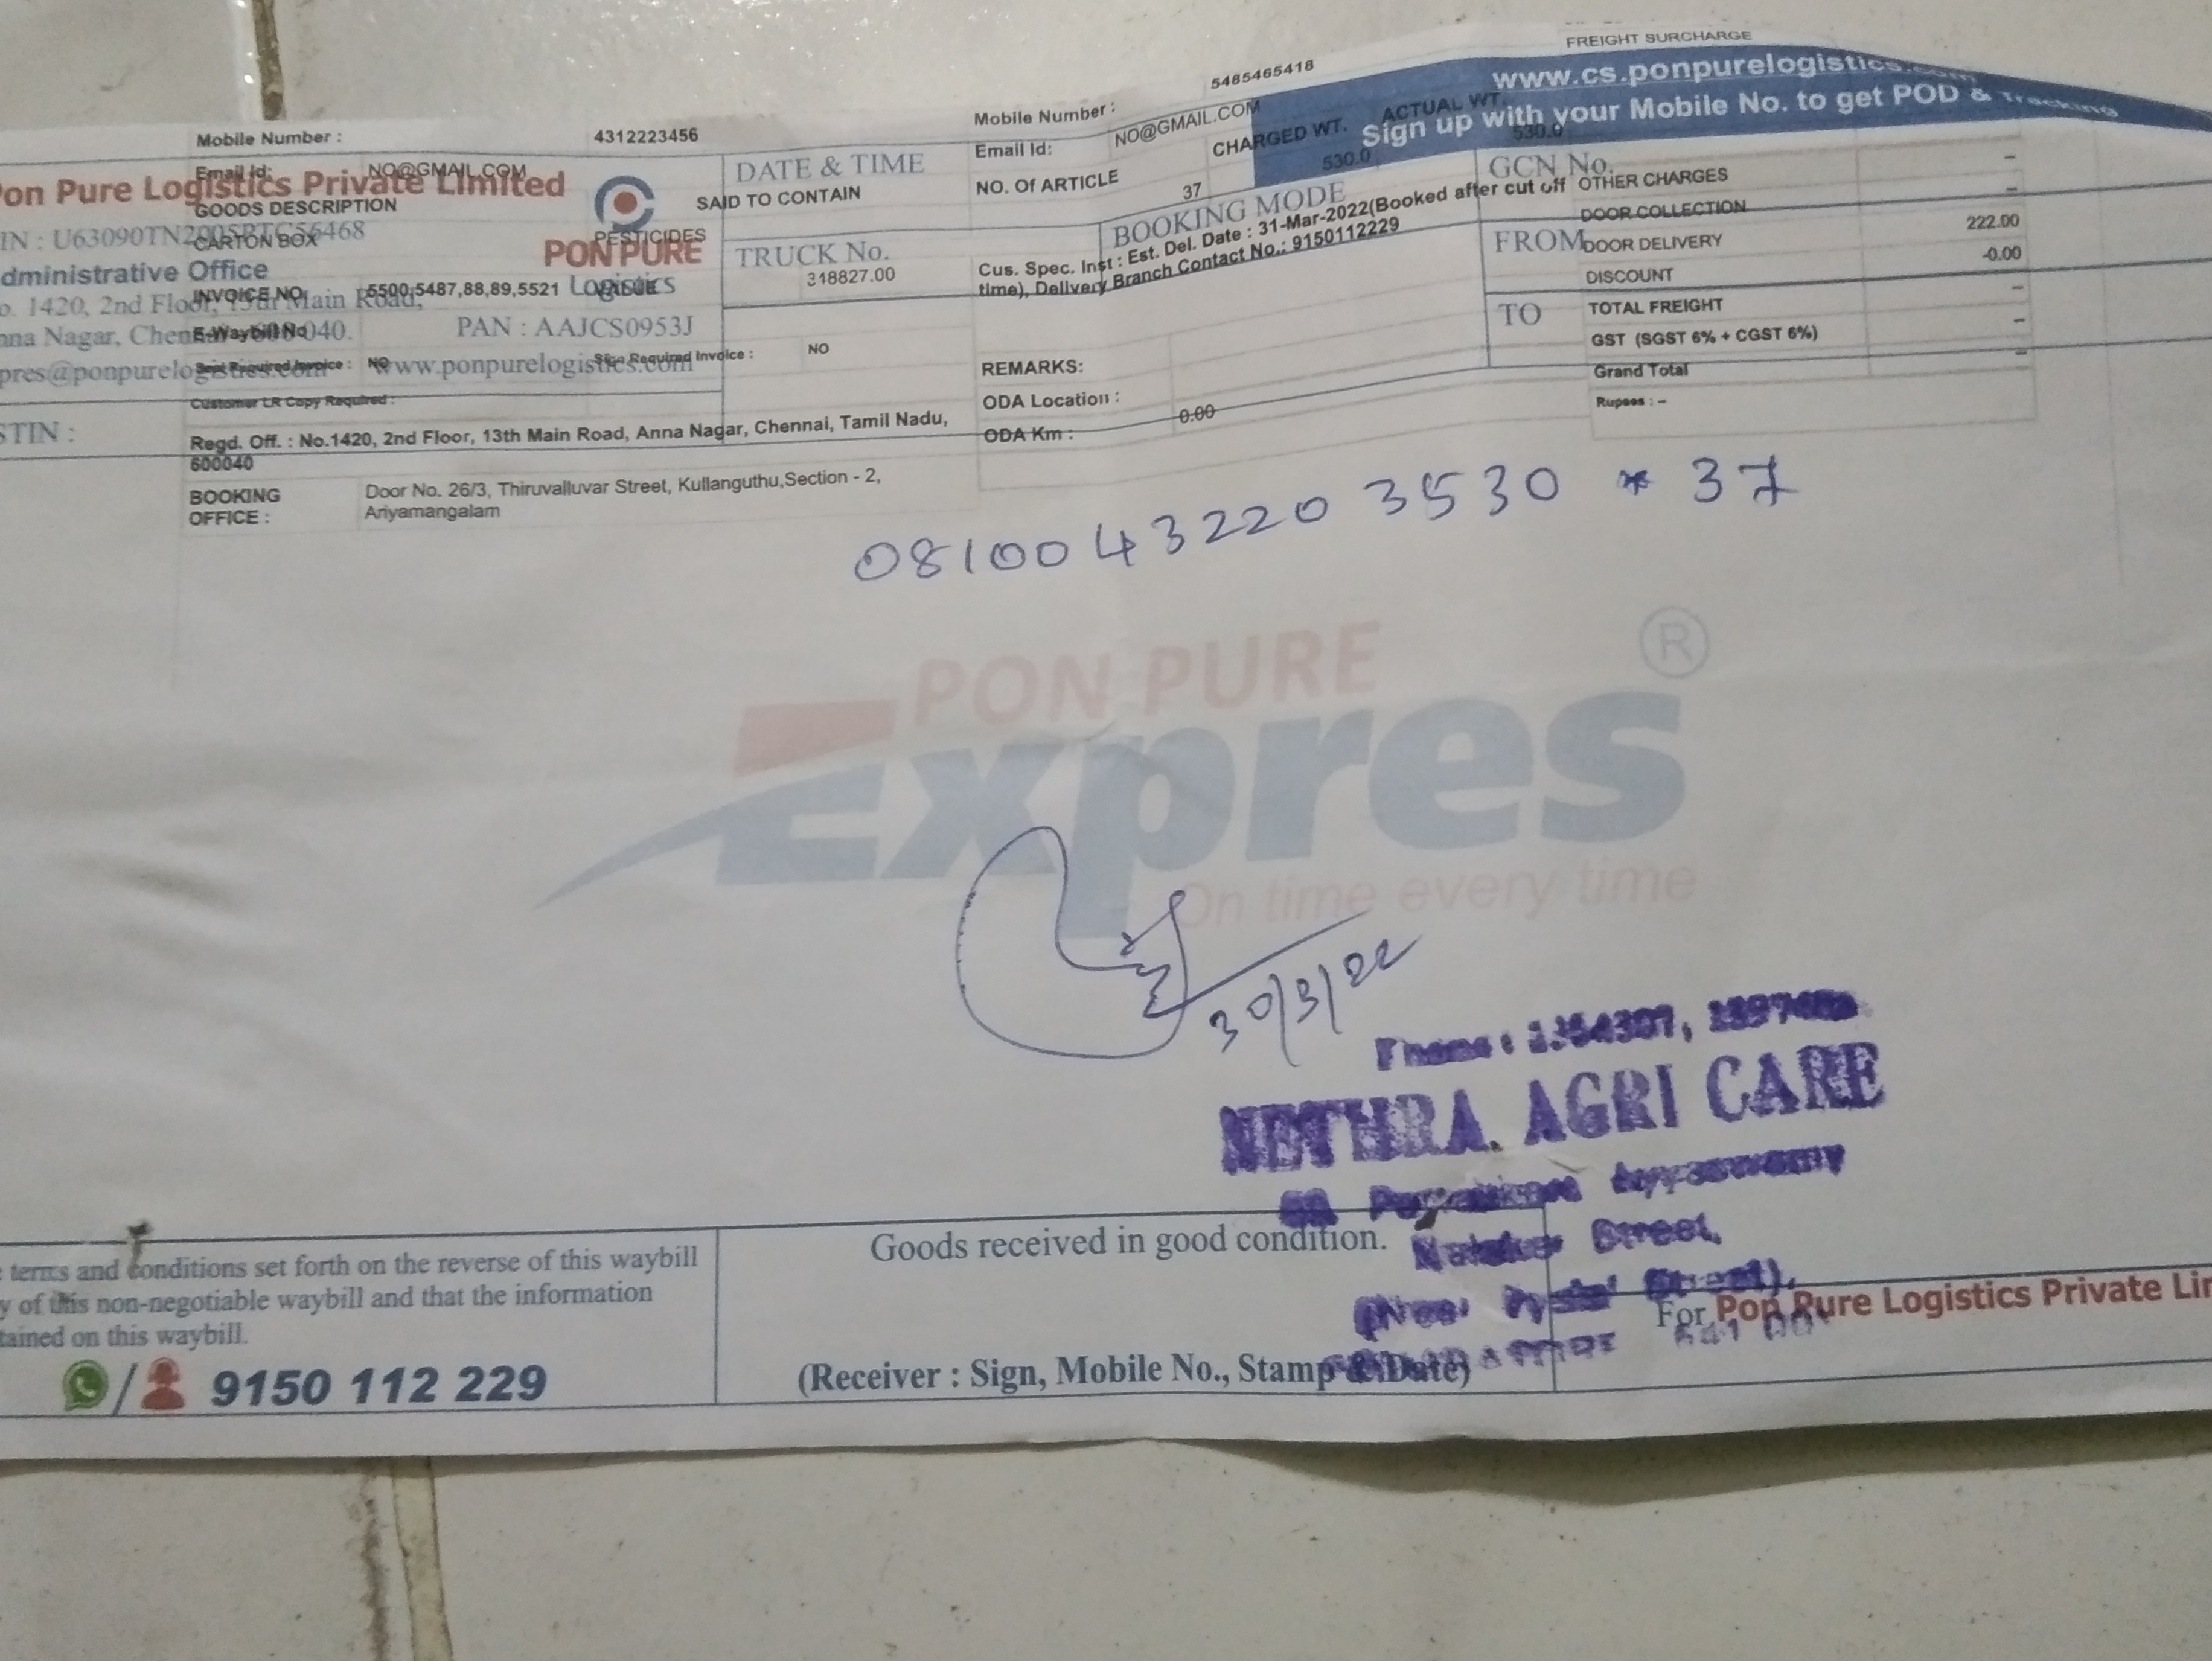 FREIGHT SURCHARGE
www.cs.ponpurelogistics.com
Sign up with your Mobile No. to get POD & Tracking
Mobile Number : 4312223456
Mobile Number : 5485465418
Email Id: NO@GMAIL.COM
Email Id: NO@GMAIL.COM
CHARGED WT. ACTUAL WT.
530.0 530.0
Pon Pure Logistics Private Limited
GOODS DESCRIPTION
SAID TO CONTAIN
NO. Of ARTICLE 37
DATE & TIME
BOOKING MODE
GCN No.
CARTON BOX
PESTICIDES
PON PURE
Logistics
Administrative Office
INVOICE NO 5500,5487,88,89,5521
VALUE
318827.00
TRUCK No.
Cus. Spec. Inst : Est. Del. Date : 31-Mar-2022(Booked after cut off
time), Delivery Branch Contact No.: 9150112229
OTHER CHARGES –
DOOR COLLECTION –
FROM
DOOR DELIVERY 222.00
DISCOUNT -0.00
TO
TOTAL FREIGHT –
GST (SGST 6% + CGST 6%) –
Grand Total –
Rupees : –
1420, 2nd Floor, 13th Main Road,
Anna Nagar, Chennai - 600 040.
E-Waybill No
PAN : AAJCS0953J
www.ponpurelogistics.com
Sign Required Invoice : NO
Customer LR Copy Required :
REMARKS:
ODA Location :
ODA Km : 0.00
GSTIN :
Regd. Off. : No.1420, 2nd Floor, 13th Main Road, Anna Nagar, Chennai, Tamil Nadu,
600040
BOOKING
OFFICE :
Door No. 26/3, Thiruvalluvar Street, Kullanguthu,Section - 2,
Ariyamangalam
0810043220 3530 * 37
PON PURE
Expres ®
On time every time
30/3/22
NETHRA. AGRI CARE
Ayyaswamy
Street,
terms and conditions set forth on the reverse of this waybill
of this non-negotiable waybill and that the information
tained on this waybill.
9150 112 229
Goods received in good condition.
(Receiver : Sign, Mobile No., Stamp & Date)
For Pon Pure Logistics Private Lim